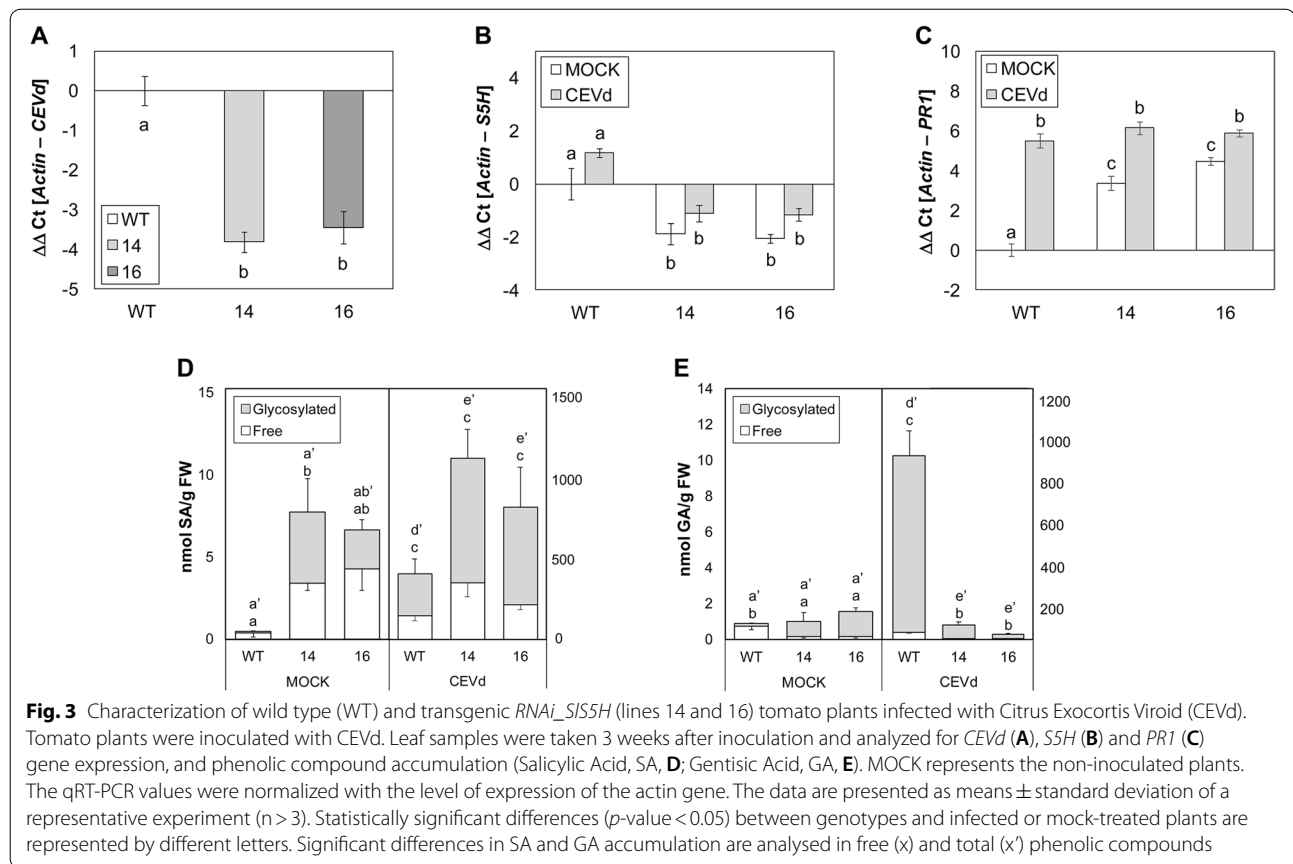 A
B
C
1
0
-1
-2
-3
-4
-5
ΔΔ Ct [Actin – CEVd]
a
b
b
WT
14
16
WT 14 16
4
2
0
-2
-4
ΔΔ Ct [Actin – S5H]
MOCK
CEVd
a a
b b b b
WT 14 16
10
8
6
4
2
0
-2
ΔΔ Ct [Actin – PR1]
MOCK
CEVd
a b c b c b
WT 14 16
D
E
15
10
5
0
nmol SA/g FW
Glycosylated
Free
a' a' ab' d' e' e'
a b ab c c c
1500
1000
500
0
WT 14 16 WT 14 16
MOCK CEVd
14
12
10
8
6
4
2
0
nmol GA/g FW
Glycosylated
Free
a' a' a' d' e' e'
b a a c b b
1200
1000
800
600
400
200
WT 14 16 WT 14 16
MOCK CEVd
Fig. 3 Characterization of wild type (WT) and transgenic RNAi_SlS5H (lines 14 and 16) tomato plants infected with Citrus Exocortis Viroid (CEVd).
Tomato plants were inoculated with CEVd. Leaf samples were taken 3 weeks after inoculation and analyzed for CEVd (A), S5H (B) and PR1 (C)
gene expression, and phenolic compound accumulation (Salicylic Acid, SA, D; Gentisic Acid, GA, E). MOCK represents the non-inoculated plants.
The qRT-PCR values were normalized with the level of expression of the actin gene. The data are presented as means ± standard deviation of a
representative experiment (n > 3). Statistically significant differences (p-value < 0.05) between genotypes and infected or mock-treated plants are
represented by different letters. Significant differences in SA and GA accumulation are analysed in free (x) and total (x') phenolic compounds